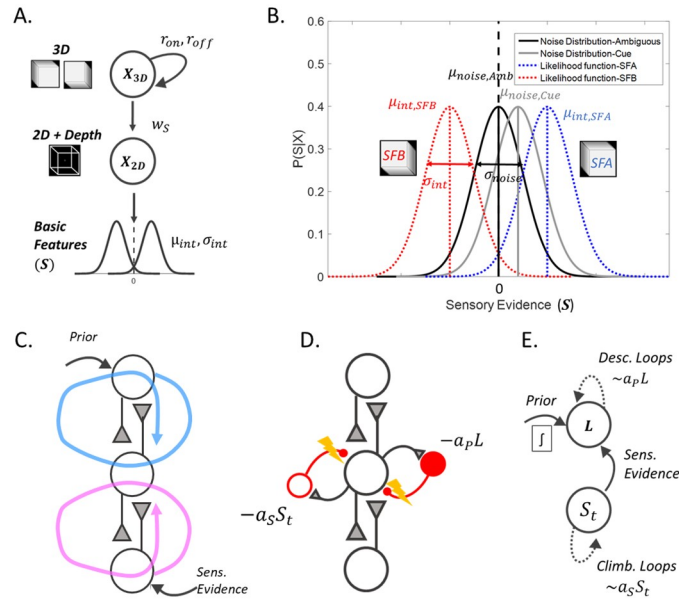 A.
3D
r_on, r_off
X_3D
w_S
2D + Depth
X_2D
Basic
Features
(S)
μ_int, σ_int
0
B.
0.6
0.5
0.4
0.3
0.2
0.1
0
P(S|X)
Noise Distribution-Ambiguous
Noise Distribution-Cue
Likelihood function-SFA
Likelihood function-SFB
μ_noise,Amb
μ_noise,Cue
μ_int,SFB
μ_int,SFA
SFB
SFA
σ_int
σ_noise
0
Sensory Evidence (S)
C.
Prior
Sens.
Evidence
D.
−a_P L
−a_S S_t
E.
Desc. Loops
~a_P L
Prior
∫
L
Sens.
Evidence
S_t
Climb. Loops
~a_S S_t